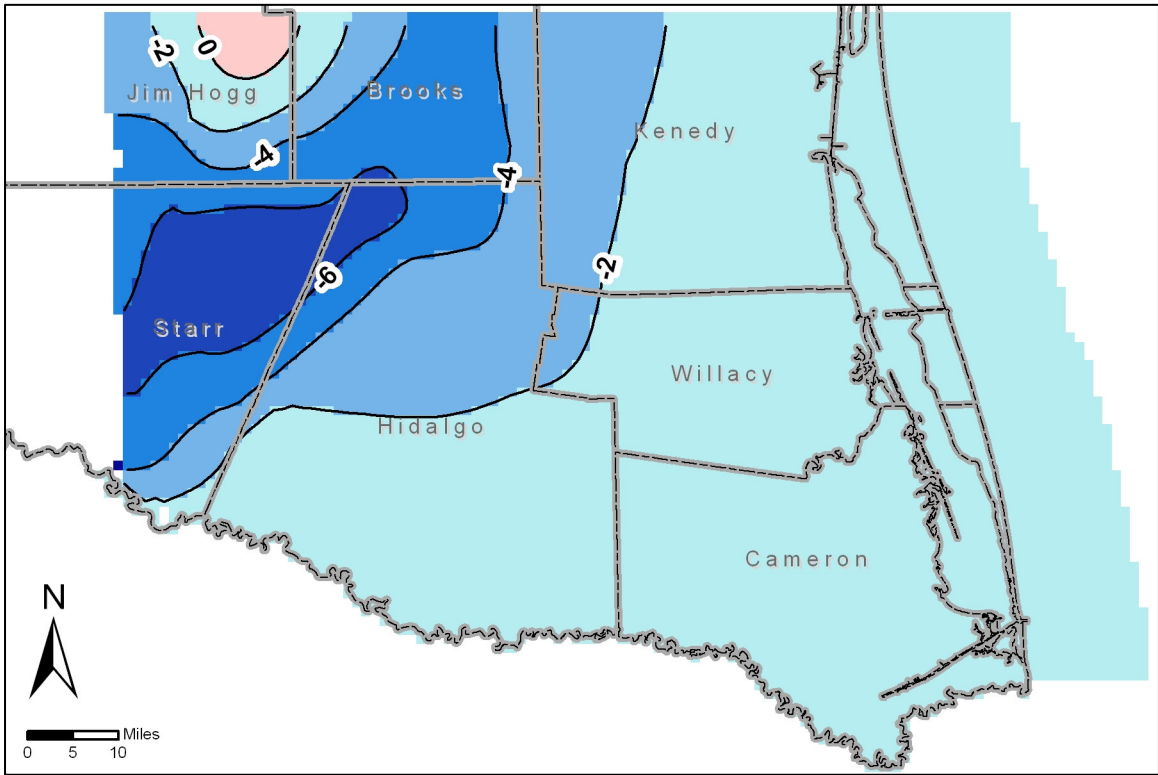 -2
0
Jim Hogg
Brooks
Kenedy
-4
-4
-2
-6
Starr
Willacy
Hidalgo
Cameron
N
Miles
0 5 10